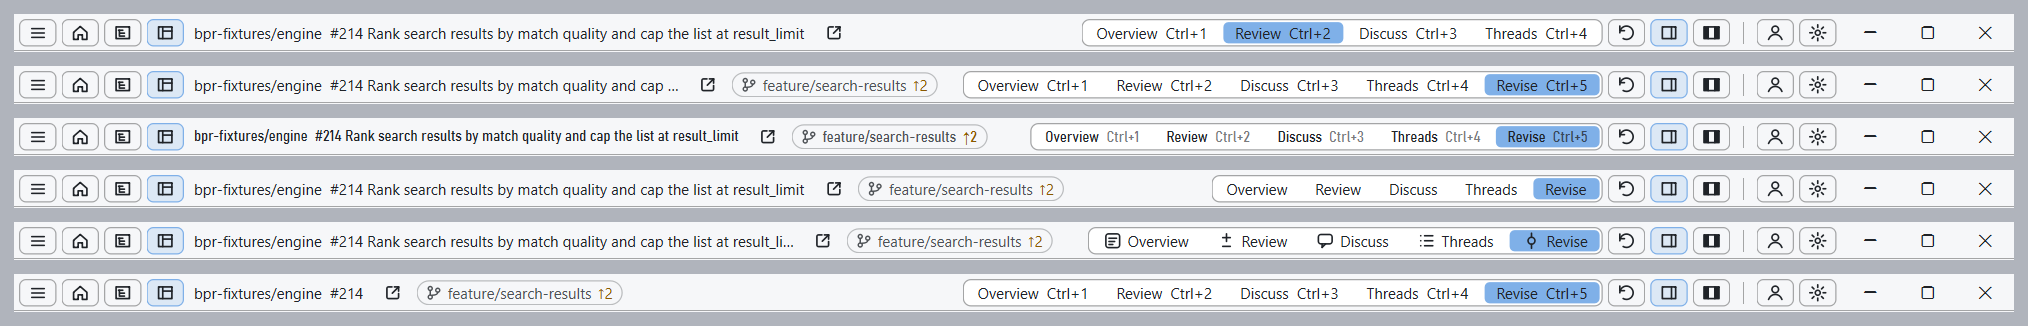 bpr-fixtures/engine #214 Rank search results by match quality and cap the list at result_limit Overview Ctrl+1 Review Ctrl+2 Discuss Ctrl+3 Threads Ctrl+4
bpr-fixtures/engine #214 Rank search results by match quality and cap ... feature/search-results ↑2 Overview Ctrl+1 Review Ctrl+2 Discuss Ctrl+3 Threads Ctrl+4 Revise Ctrl+5
bpr-fixtures/engine #214 Rank search results by match quality and cap the list at result_limit feature/search-results ↑2 Overview Ctrl+1 Review Ctrl+2 Discuss Ctrl+3 Threads Ctrl+4 Revise Ctrl+5
bpr-fixtures/engine #214 Rank search results by match quality and cap the list at result_limit feature/search-results ↑2 Overview Review Discuss Threads Revise
bpr-fixtures/engine #214 Rank search results by match quality and cap the list at result_li... feature/search-results ↑2 Overview Review Discuss Threads Revise
bpr-fixtures/engine #214 feature/search-results ↑2 Overview Ctrl+1 Review Ctrl+2 Discuss Ctrl+3 Threads Ctrl+4 Revise Ctrl+5